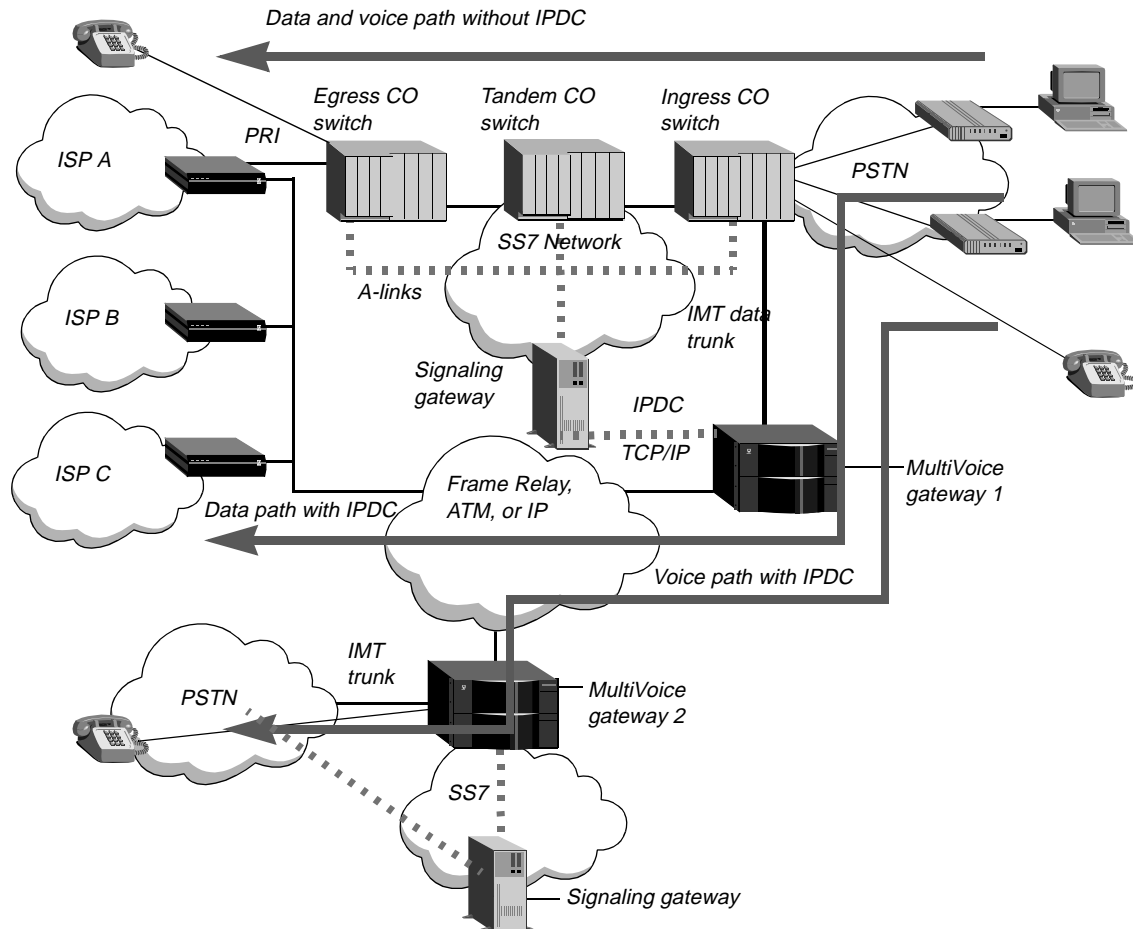 Data and voice path without IPDC
Egress CO
switch
Tandem CO
switch
Ingress CO
switch
PRI
ISP A
PSTN
SS7 Network
A-links
ISP B
IMT data
trunk
Signaling
gateway
IPDC
TCP/IP
ISP C
MultiVoice
gateway 1
Frame Relay,
ATM, or IP
Data path with IPDC
Voice path with IPDC
IMT
trunk
PSTN
MultiVoice
gateway 2
SS7
Signaling gateway